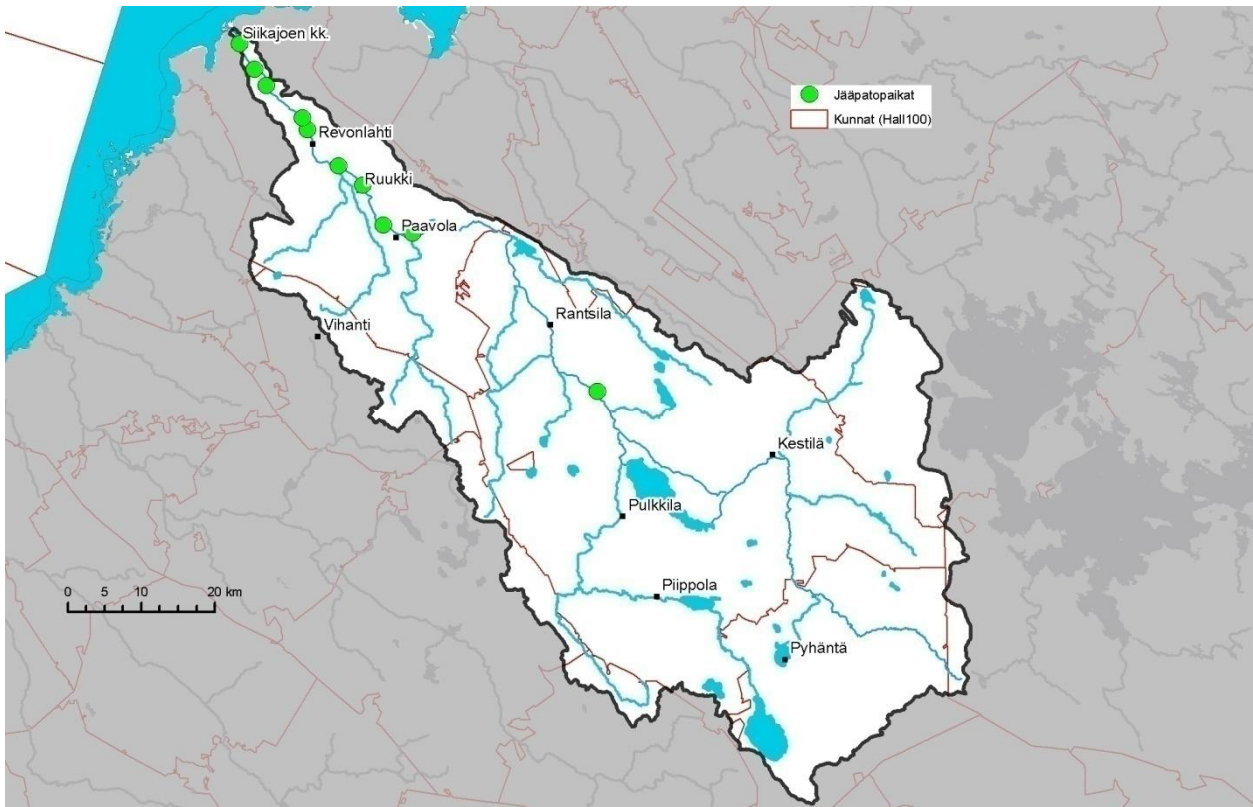 Siikajoen kk.
Jääpatopaikat
Kunnat (Hall100)
Revonlahti
Ruukki
Paavola
Rantsila
Vihanti
Kestilä
Pulkkila
Piippola
0 5 10 20 km
Pyhäntä